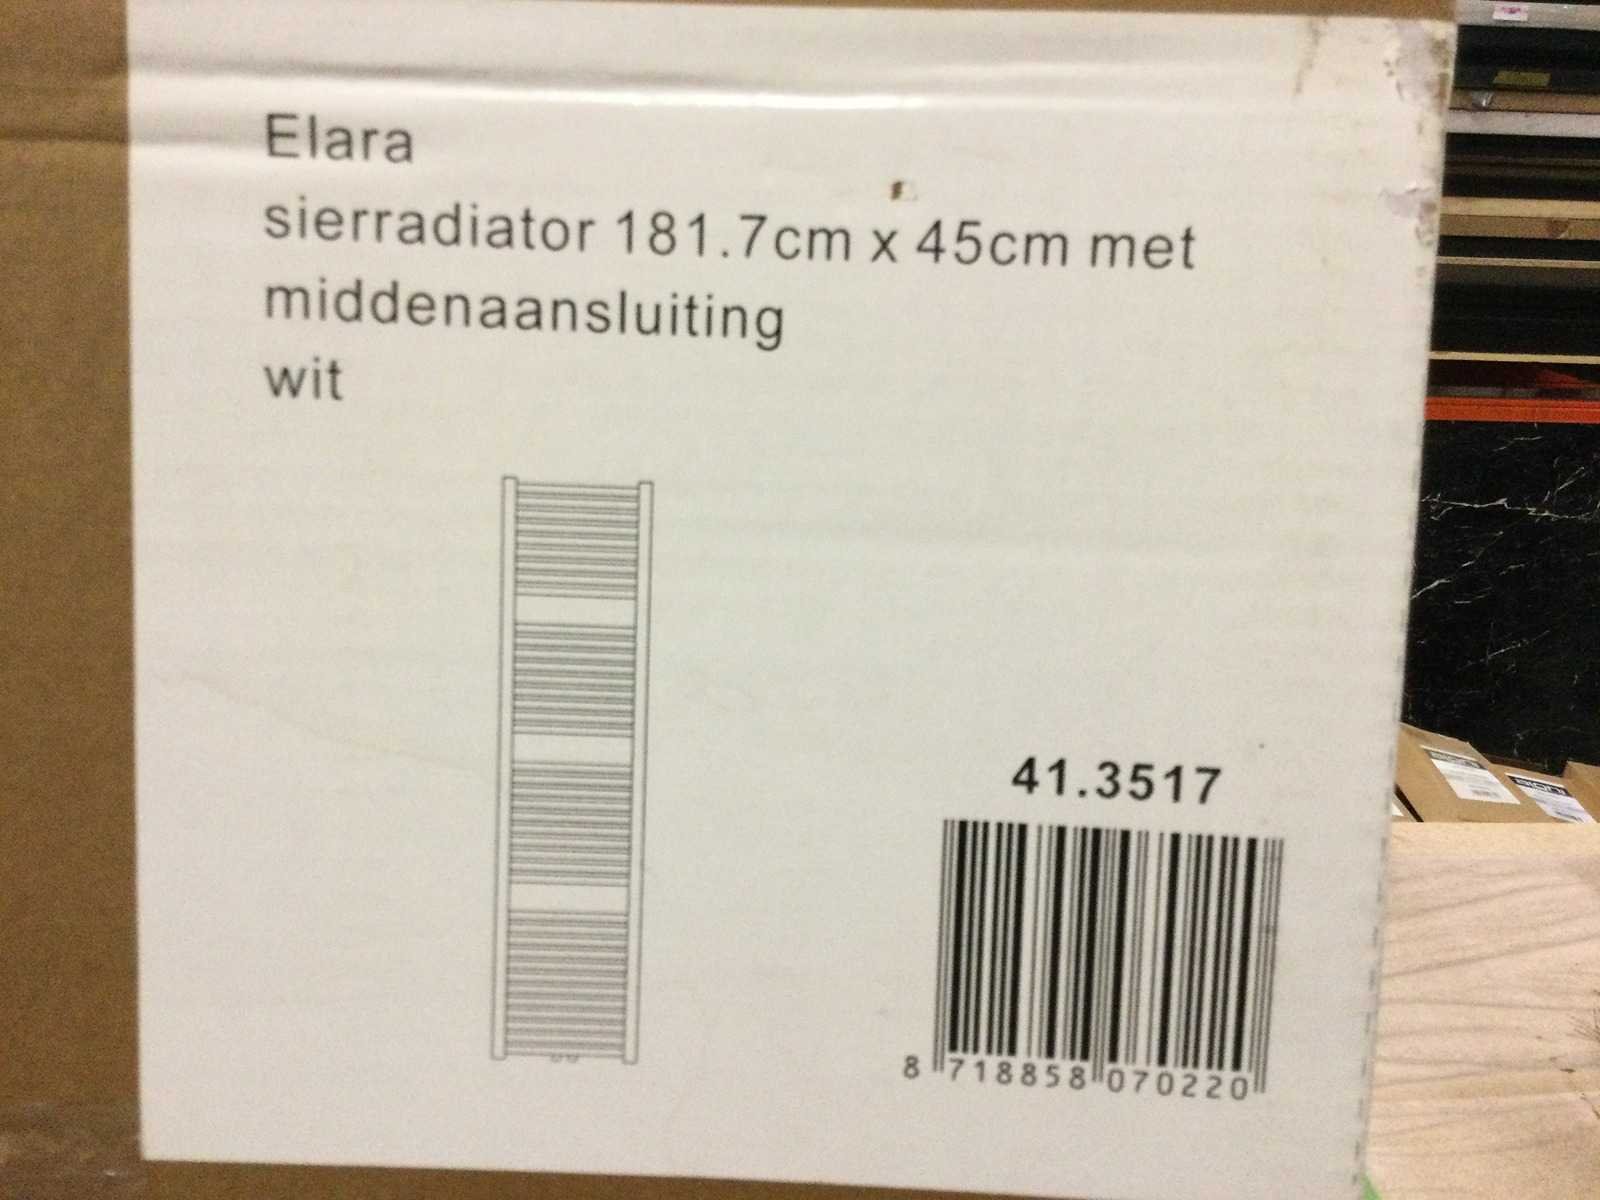 Elara
sierradiator 181.7cm x 45cm met
middenaansluiting
wit
41.3517
8 718858 070220